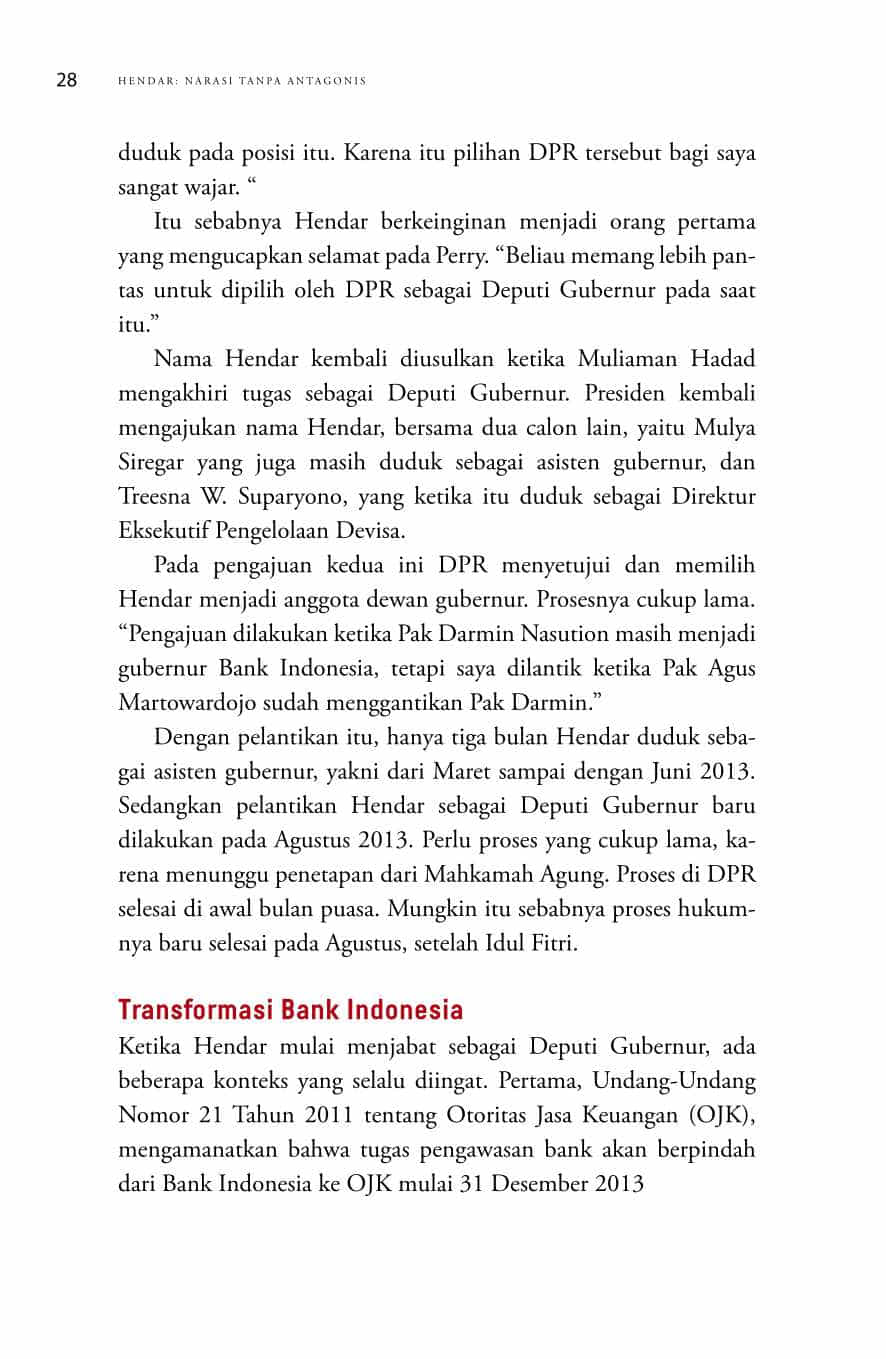 28
HENDAR: NARASI TANPA ANTAGONIS
duduk pada posisi itu. Karena itu pilihan DPR tersebut bagi saya
sangat wajar. “
Itu sebabnya Hendar berkeinginan menjadi orang pertama
yang mengucapkan selamat pada Perry. “Beliau memang lebih pan-
tas untuk dipilih oleh DPR sebagai Deputi Gubernur pada saat
itu.”
Nama Hendar kembali diusulkan ketika Muliaman Hadad
mengakhiri tugas sebagai Deputi Gubernur. Presiden kembali
mengajukan nama Hendar, bersama dua calon lain, yaitu Mulya
Siregar yang juga masih duduk sebagai asisten gubernur, dan
Treesna W. Suparyono, yang ketika itu duduk sebagai Direktur
Eksekutif Pengelolaan Devisa.
Pada pengajuan kedua ini DPR menyetujui dan memilih
Hendar menjadi anggota dewan gubernur. Prosesnya cukup lama.
“Pengajuan dilakukan ketika Pak Darmin Nasution masih menjadi
gubernur Bank Indonesia, tetapi saya dilantik ketika Pak Agus
Martowardojo sudah menggantikan Pak Darmin.”
Dengan pelantikan itu, hanya tiga bulan Hendar duduk seba-
gai asisten gubernur, yakni dari Maret sampai dengan Juni 2013.
Sedangkan pelantikan Hendar sebagai Deputi Gubernur baru
dilakukan pada Agustus 2013. Perlu proses yang cukup lama, ka-
rena menunggu penetapan dari Mahkamah Agung. Proses di DPR
selesai di awal bulan puasa. Mungkin itu sebabnya proses hukum-
nya baru selesai pada Agustus, setelah Idul Fitri.
Transformasi Bank Indonesia
Ketika Hendar mulai menjabat sebagai Deputi Gubernur, ada
beberapa konteks yang selalu diingat. Pertama, Undang-Undang
Nomor 21 Tahun 2011 tentang Otoritas Jasa Keuangan (OJK),
mengamanatkan bahwa tugas pengawasan bank akan berpindah
dari Bank Indonesia ke OJK mulai 31 Desember 2013